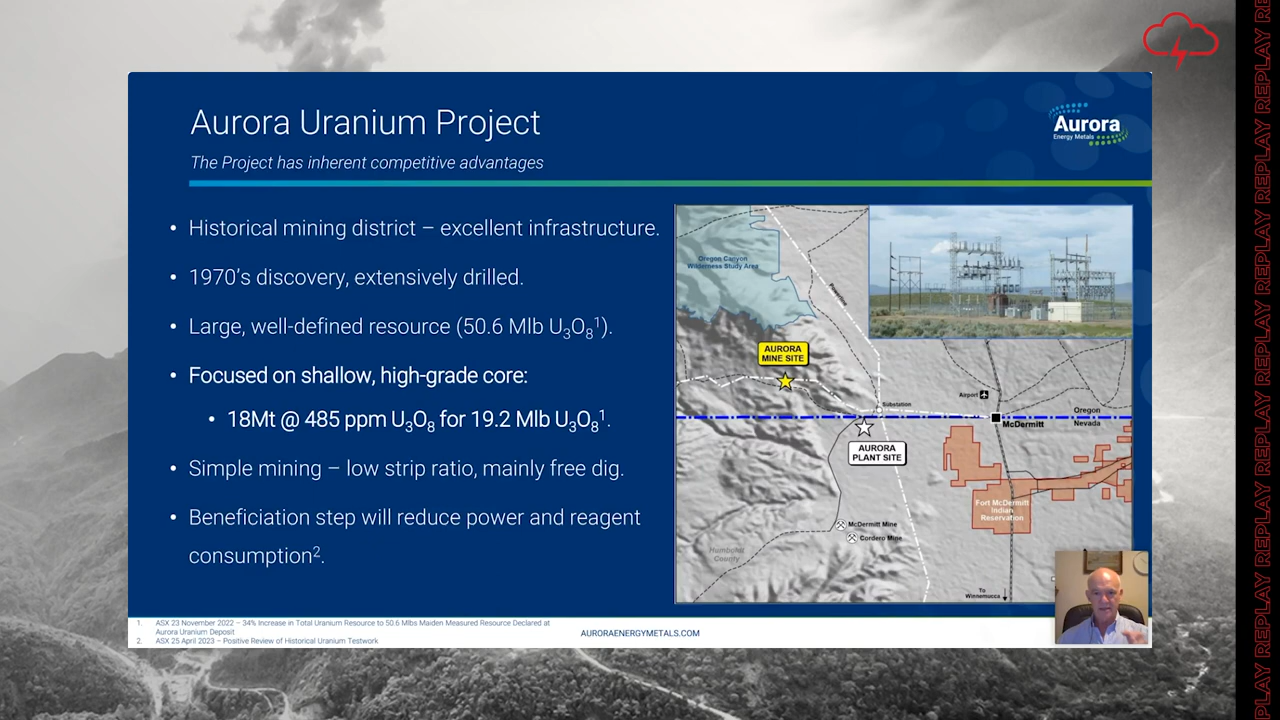 Aurora Uranium Project
The Project has inherent competitive advantages
Aurora
Energy Metals
• Historical mining district – excellent infrastructure.
• 1970's discovery, extensively drilled.
• Large, well-defined resource (50.6 Mlb U₃O₈¹).
• Focused on shallow, high-grade core:
• 18Mt @ 485 ppm U₃O₈ for 19.2 Mlb U₃O₈¹.
• Simple mining – low strip ratio, mainly free dig.
• Beneficiation step will reduce power and reagent
consumption².
Oregon Canyon
Wilderness Study Area
AURORA
MINE SITE
Airport
Substation
Oregon
McDermitt
Nevada
AURORA
PLANT SITE
Fort McDermitt
Indian
Reservation
McDermitt Mine
Cordero Mine
Humboldt
County
To
Winnemucca
1. ASX 23 November 2022 – 34% Increase in Total Uranium Resource to 50.6 Mlbs Maiden Measured Resource Declared at
Aurora Uranium Deposit
2. ASX 25 April 2023 – Positive Review of Historical Uranium Testwork
AURORAENERGYMETALS.COM
REPLAY REPLAY REPLAY REPLAY REPLAY REPLAY REPLAY REPLAY